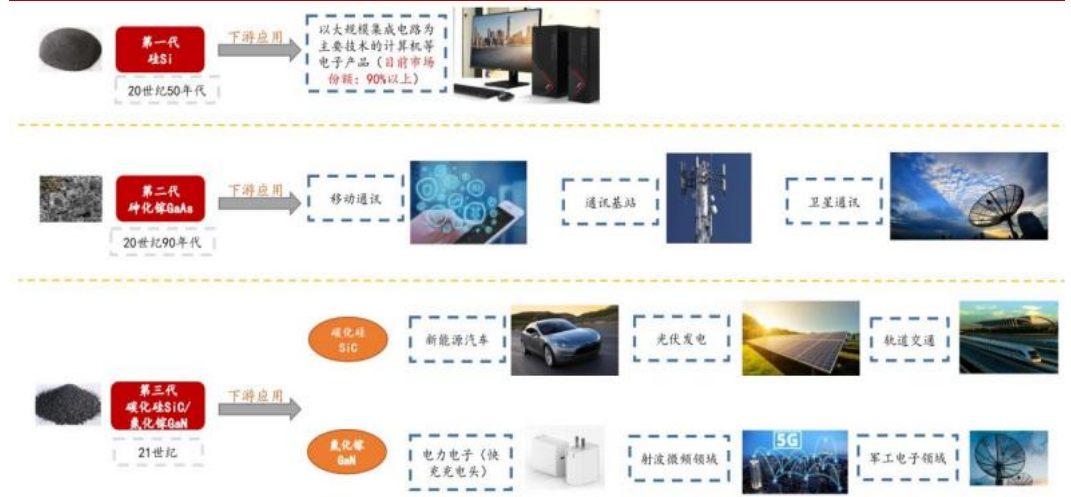 第一代
硅Si
20世纪50年代
下游应用
以大规模集成电路为
主要技术的计算机等
电子产品（目前市场
份额：90%以上）
第二代
砷化镓GaAs
20世纪90年代
下游应用
移动通讯
通讯基站
卫星通讯
第三代
碳化硅SiC/
氮化镓GaN
21世纪
下游应用
碳化硅
SiC
新能源汽车
光伏发电
轨道交通
氮化镓
GaN
电力电子（快
充充电头）
射波微频领域
5G
军工电子领域